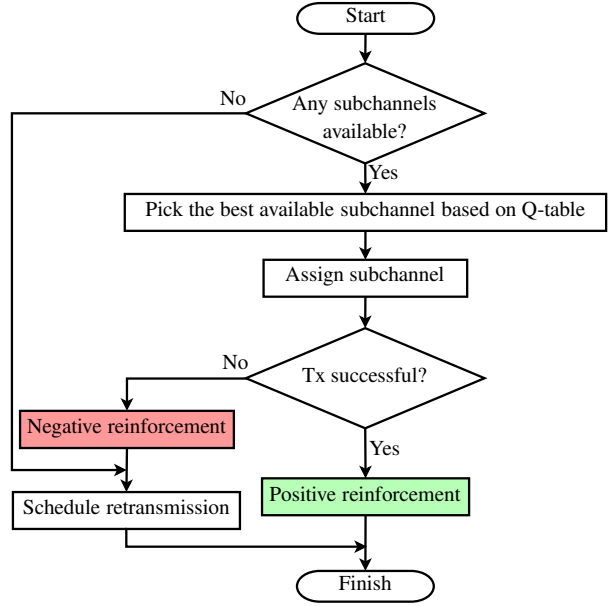 Start
No
Any subchannels
available?
Yes
Pick the best available subchannel based on Q-table
Assign subchannel
No
Tx successful?
Negative reinforcement
Yes
Positive reinforcement
Schedule retransmission
Finish